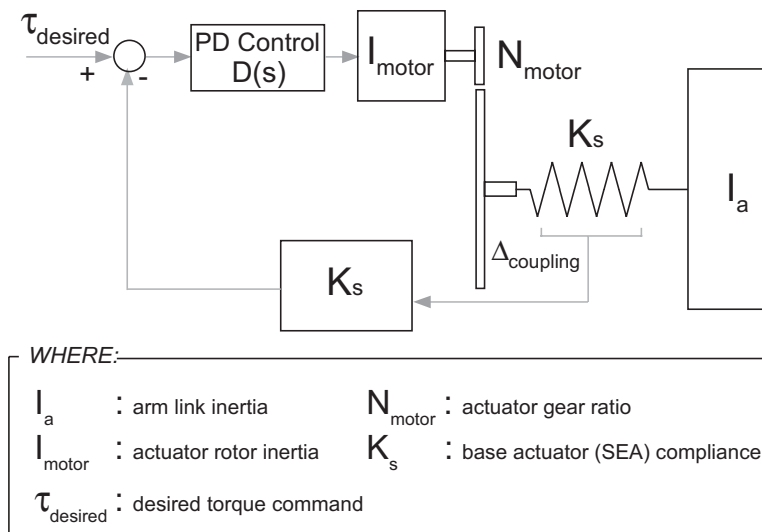 τdesired
+
-
PD Control
D(s)
Imotor
Nmotor
Ks
Ia
Δcoupling
Ks
WHERE:
Ia : arm link inertia
Nmotor : actuator gear ratio
Imotor : actuator rotor inertia
Ks : base actuator (SEA) compliance
τdesired : desired torque command